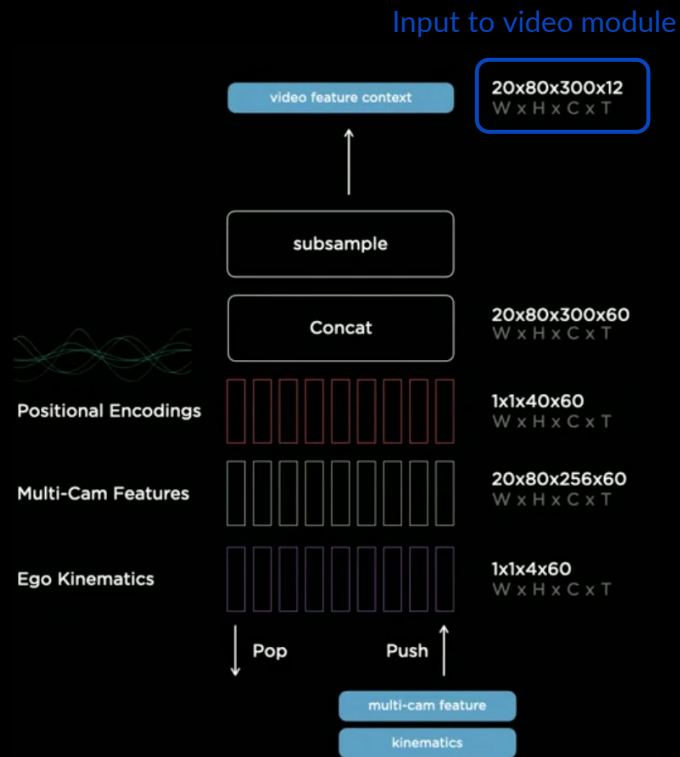 Input to video module
video feature context
20x80x300x12
W x H x C x T
subsample
Concat
20x80x300x60
W x H x C x T
Positional Encodings
1x1x40x60
W x H x C x T
Multi-Cam Features
20x80x256x60
W x H x C x T
Ego Kinematics
1x1x4x60
W x H x C x T
Pop
Push
multi-cam feature
kinematics